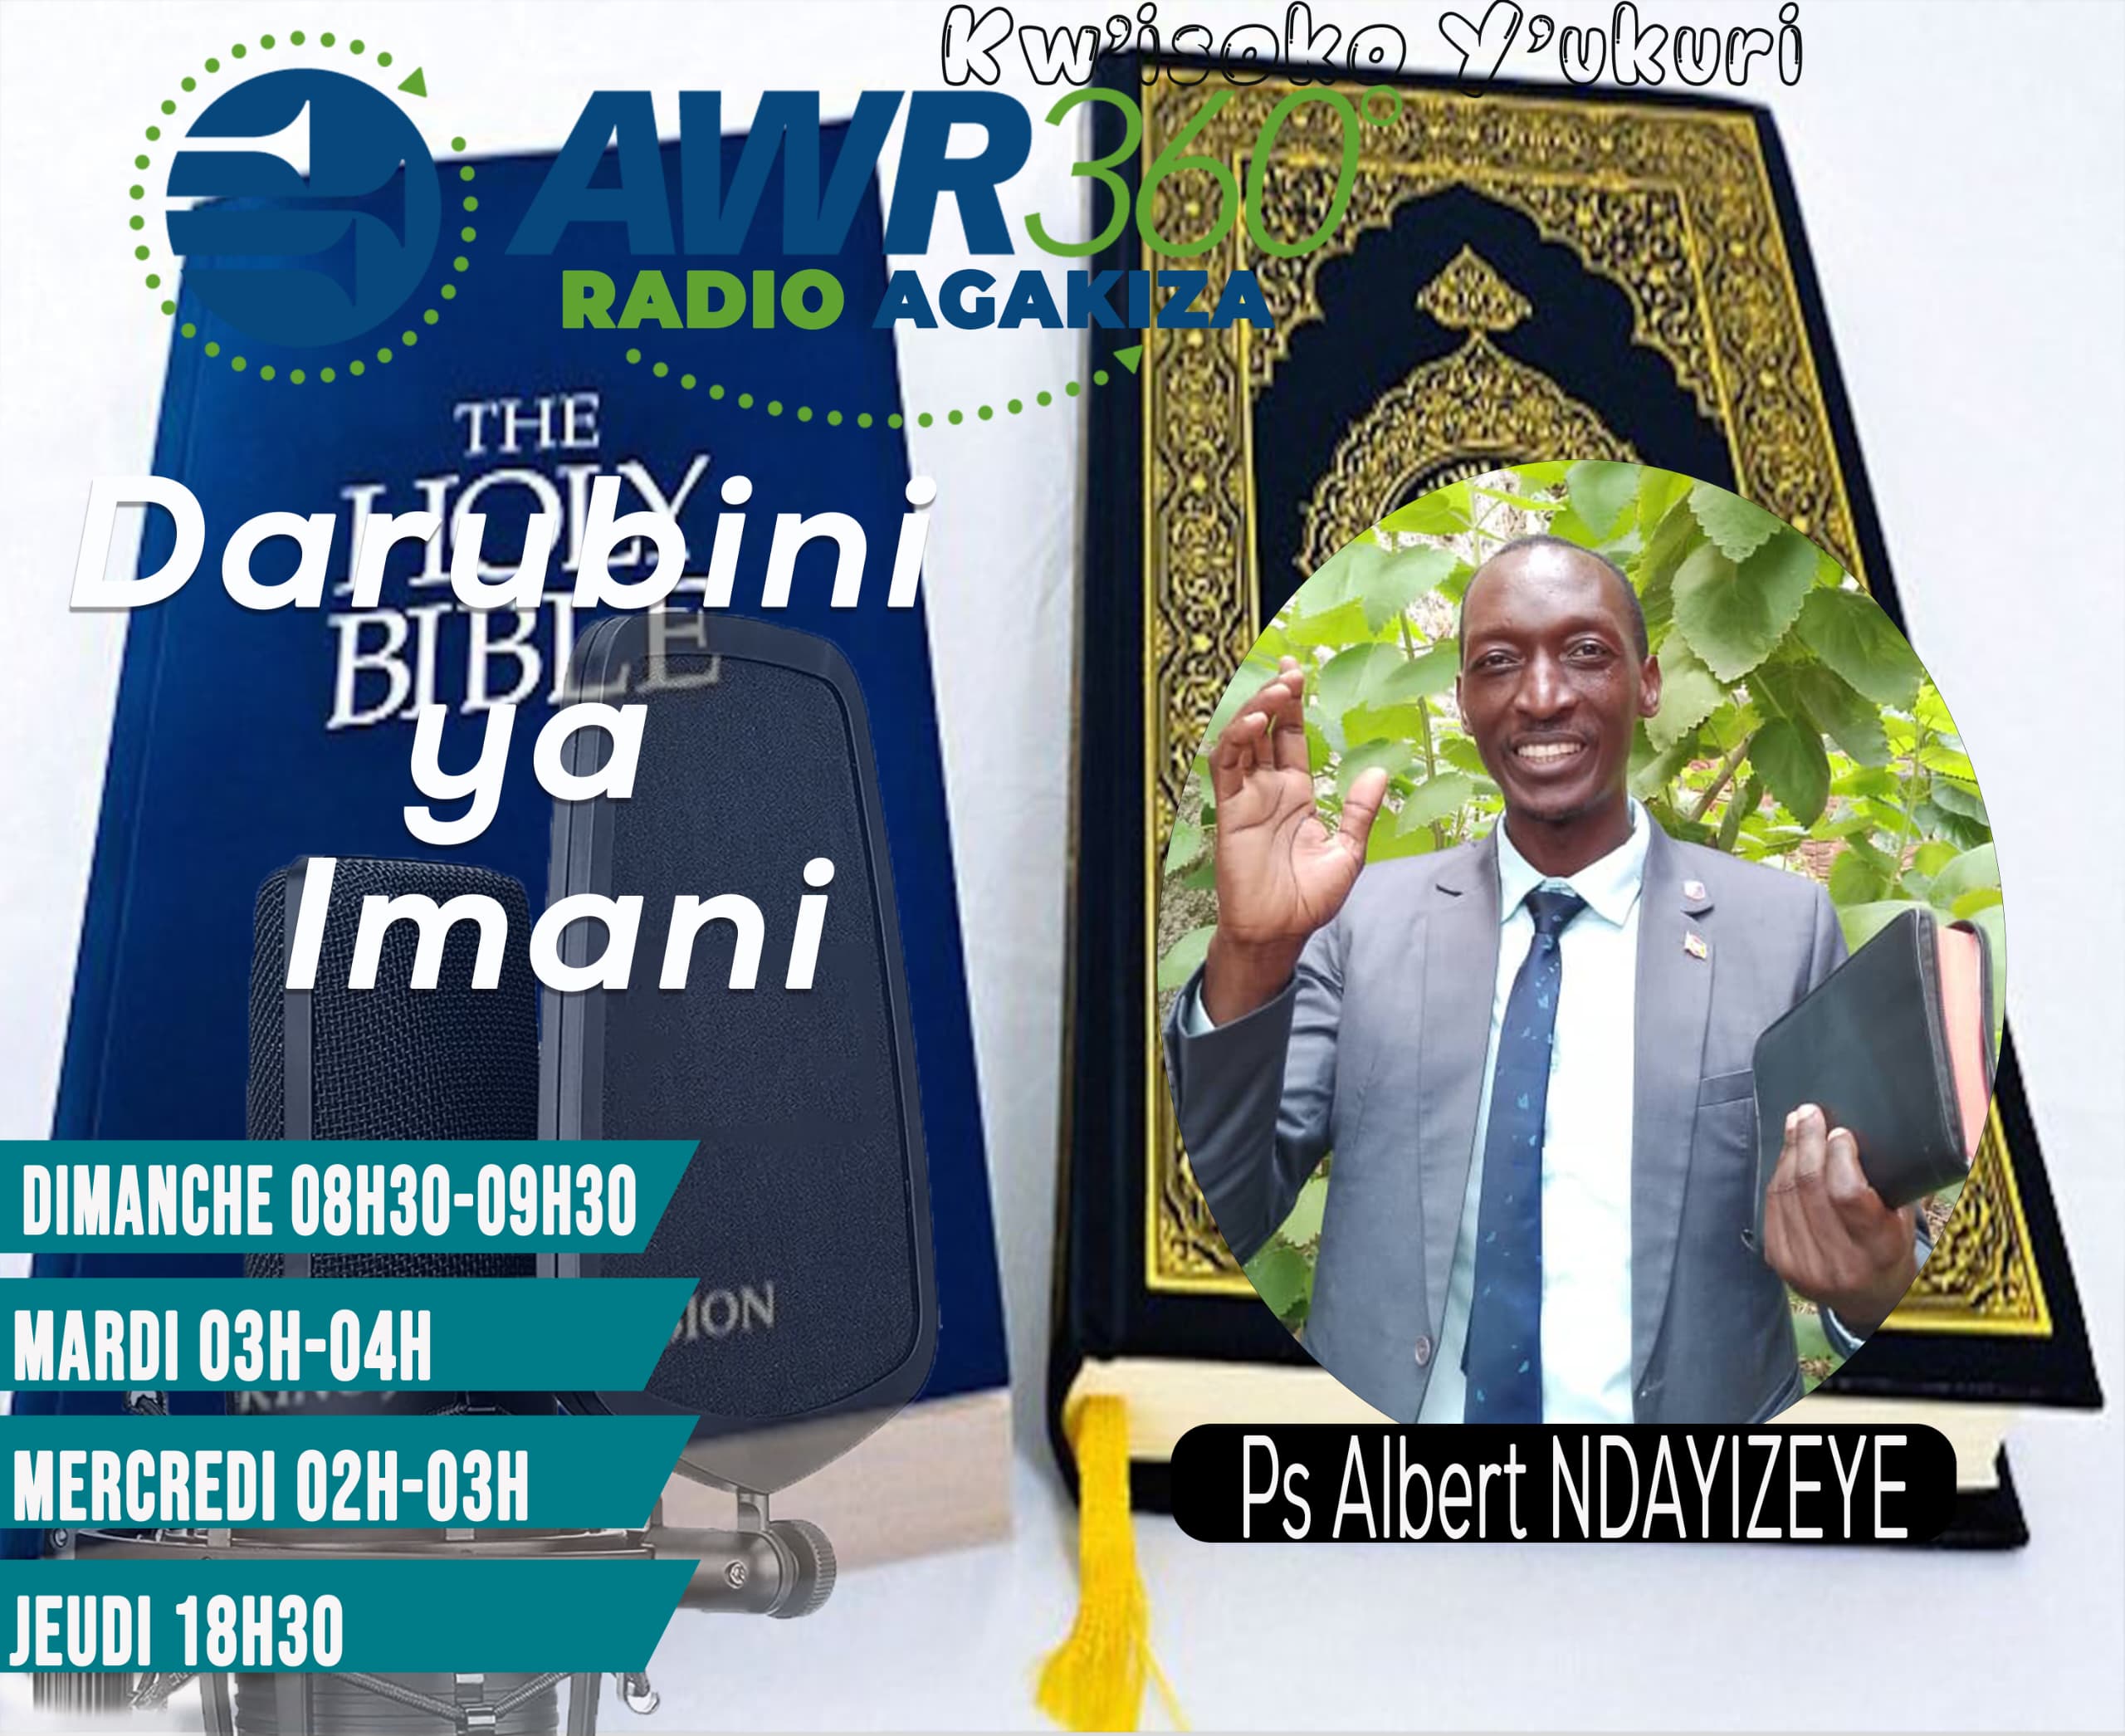 Kw'isoko Y'ukuri
AWR360°
RADIO AGAKIZA
THE
HOLY
BIBLE
Darubini
ya
Imani
DIMANCHE 08H30-09H30
MARDI 03H-04H
MERCREDI 02H-03H
JEUDI 18H30
Ps Albert NDAYIZEYE